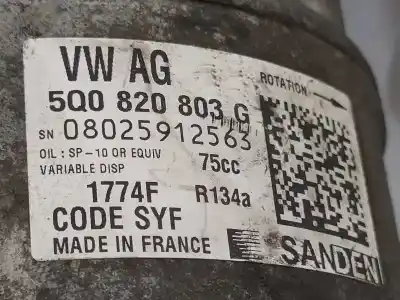 VW AG
ROTATION
5Q0 820 803 G
SN 08025912563
OIL : SP-10 OR EQUIV 75cc
VARIABLE DISP
1774F R134a
CODE SYF
MADE IN FRANCE
SANDEN